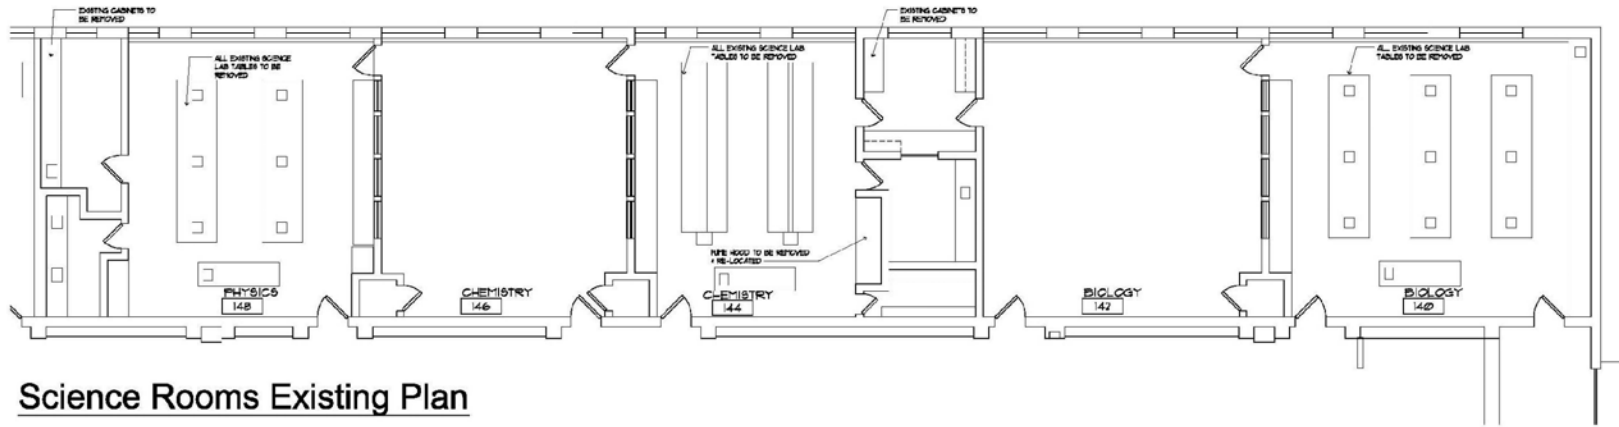 EXISTING CABINETS TO
BE REMOVED
EXISTING CABINETS TO
BE REMOVED
ALL EXISTING SCIENCE
LAB TABLES TO BE
REMOVED
ALL EXISTING SCIENCE LAB
TABLES TO BE REMOVED
ALL EXISTING SCIENCE LAB
TABLES TO BE REMOVED
FUME HOOD TO BE REMOVED
& RE-LOCATED
PHYSICS
148
CHEMISTRY
146
CHEMISTRY
144
BIOLOGY
142
BIOLOGY
140
Science Rooms Existing Plan